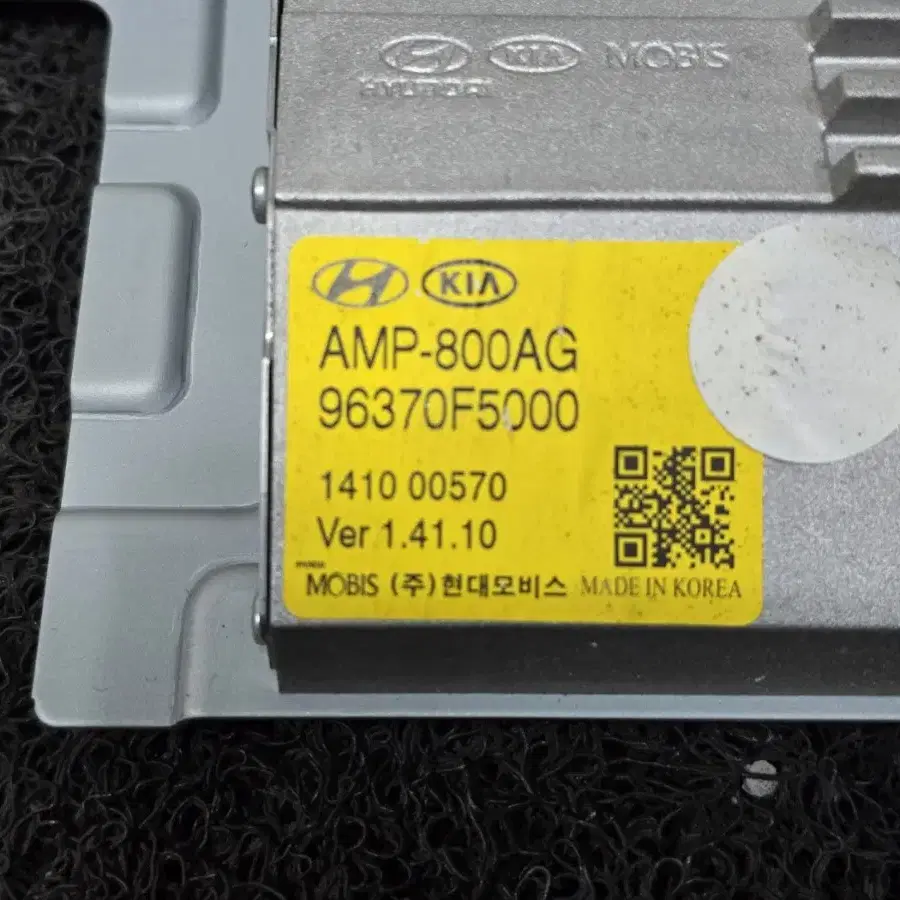 HYUNDAI KIA MOBIS
KIA
AMP-800AG
96370F5000
1410 00570
Ver 1.41.10
MOBIS (주)현대모비스 MADE IN KOREA